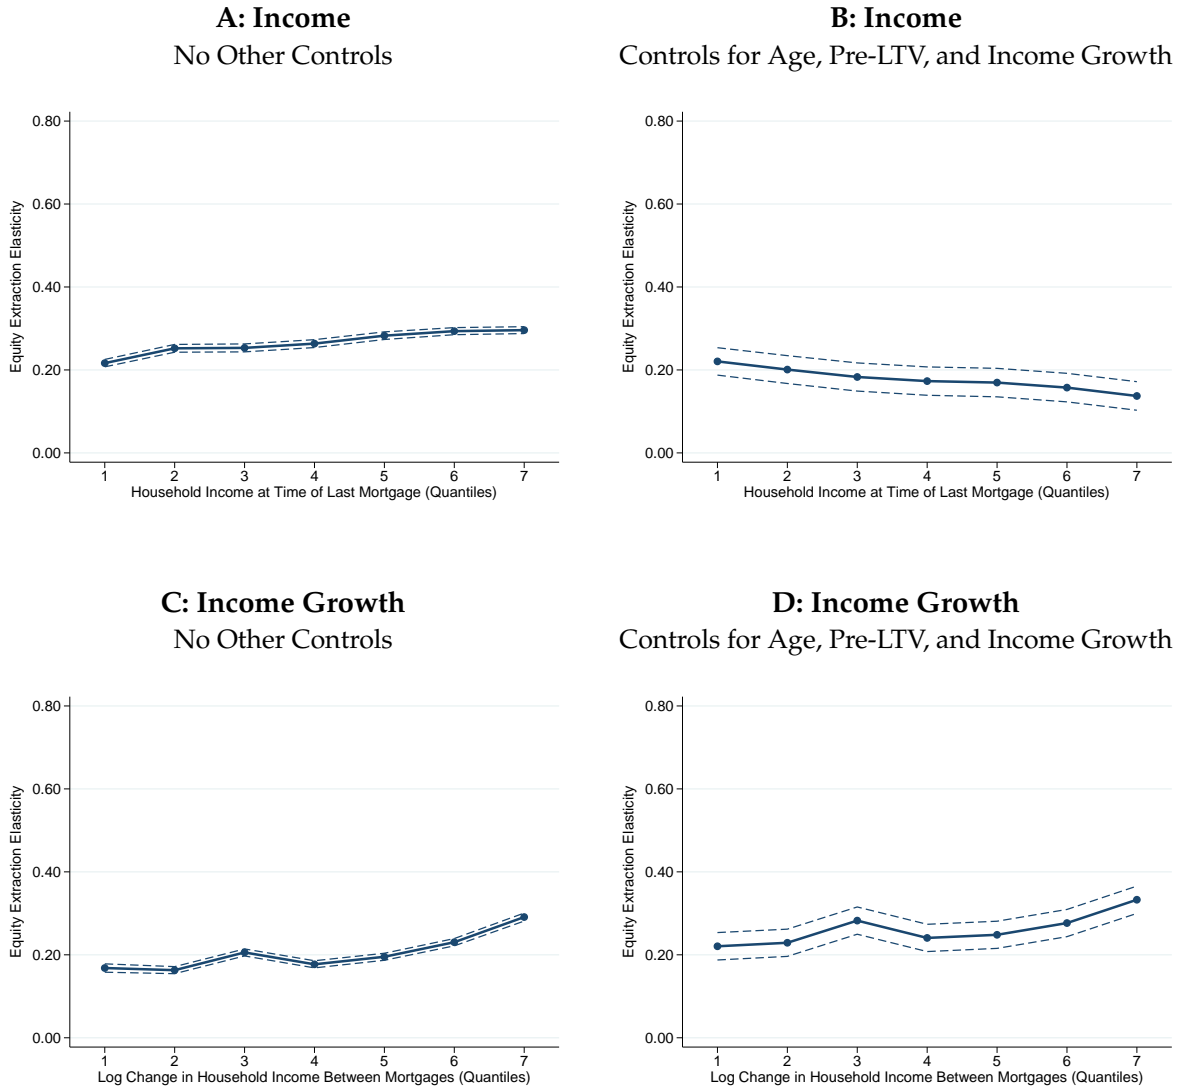 A: Income
No Other Controls
0.80
0.60
0.40
0.20
0.00
Equity Extraction Elasticity
1 2 3 4 5 6 7
Household Income at Time of Last Mortgage (Quantiles)
B: Income
Controls for Age, Pre-LTV, and Income Growth
0.80
0.60
0.40
0.20
0.00
Equity Extraction Elasticity
1 2 3 4 5 6 7
Household Income at Time of Last Mortgage (Quantiles)
C: Income Growth
No Other Controls
0.80
0.60
0.40
0.20
0.00
Equity Extraction Elasticity
1 2 3 4 5 6 7
Log Change in Household Income Between Mortgages (Quantiles)
D: Income Growth
Controls for Age, Pre-LTV, and Income Growth
0.80
0.60
0.40
0.20
0.00
Equity Extraction Elasticity
1 2 3 4 5 6 7
Log Change in Household Income Between Mortgages (Quantiles)